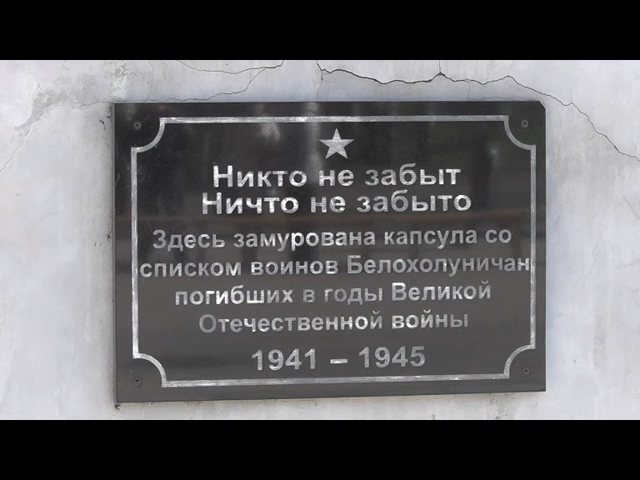 Никто не забыт
Ничто не забыто
Здесь замурована капсула со
списком воинов Белохолуничан
погибших в годы Великой
Отечественной войны
1941 – 1945